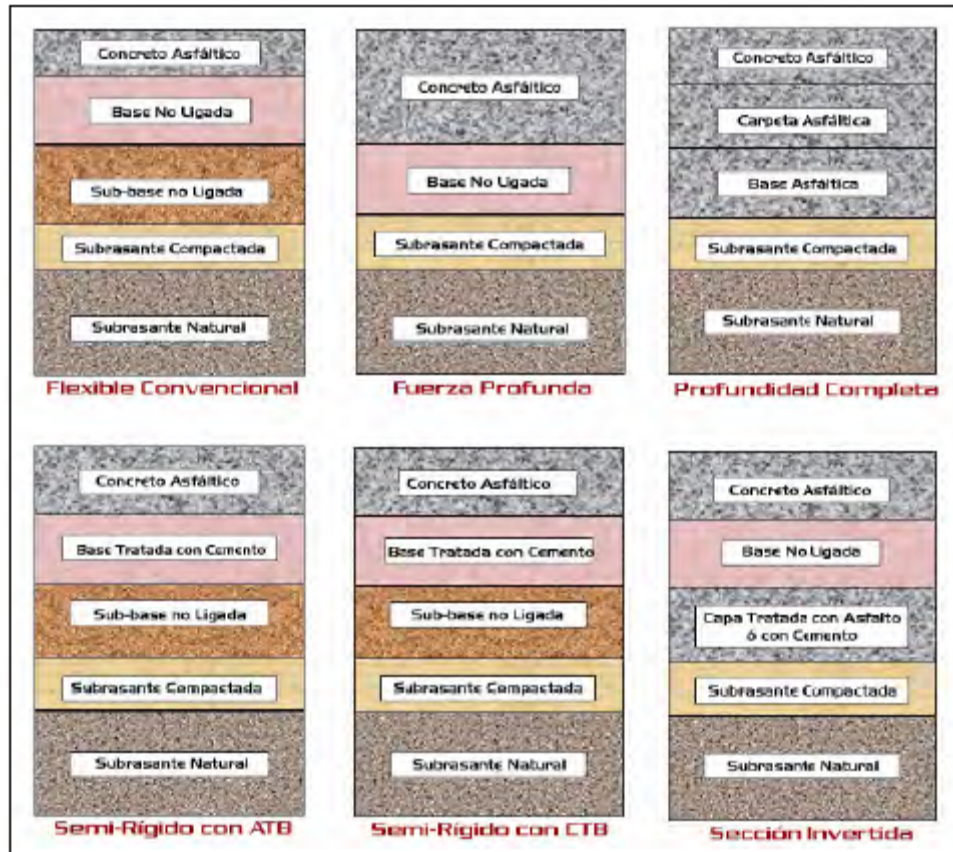 Concreto Asfáltico
Base No Ligada
Sub-base no Ligada
Subrasante Compactada
Subrasante Natural
Flexible Convencional
Concreto Asfáltico
Base No Ligada
Subrasante Compactada
Subrasante Natural
Fuerza Profunda
Concreto Asfáltico
Carpeta Asfáltica
Base Asfáltica
Subrasante Compactada
Subrasante Natural
Profundidad Completa
Concreto Asfáltico
Base Tratada con Cemento
Sub-base no Ligada
Subrasante Compactada
Subrasante Natural
Semi-Rígido con ATB
Concreto Asfáltico
Base Tratada con Cemento
Sub-base no Ligada
Subrasante Compactada
Subrasante Natural
Semi-Rígido con CTB
Concreto Asfáltico
Base No Ligada
Capa Tratada con Asfalto
ó con Cemento
Subrasante Compactada
Subrasante Natural
Sección Invertida